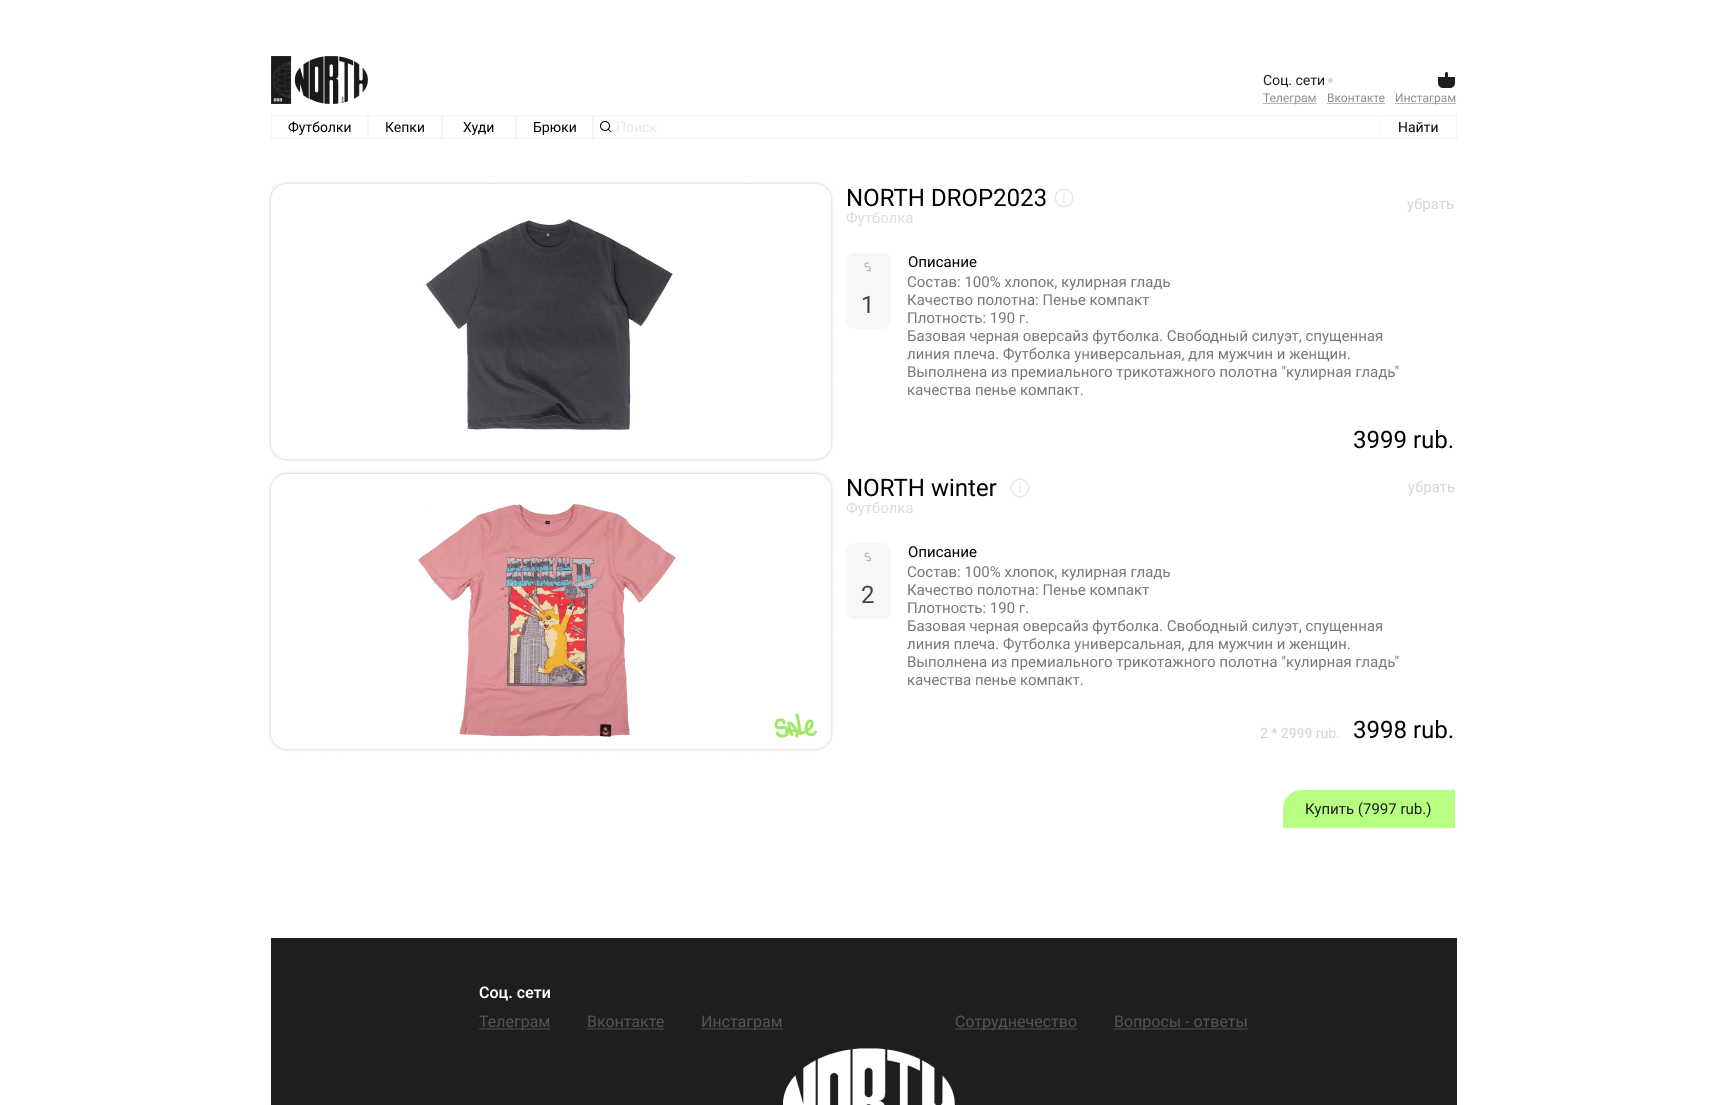 NORTH
Соц. сети
Телеграм Вконтакте Инстаграм
Футболки Кепки Худи Брюки Поиск Найти
NORTH DROP2023
убрать
Футболка
S
1
Описание
Состав: 100% хлопок, кулирная гладь
Качество полотна: Пенье компакт
Плотность: 190 г.
Базовая черная оверсайз футболка. Свободный силуэт, спущенная
линия плеча. Футболка универсальная, для мужчин и женщин.
Выполнена из премиального трикотажного полотна "кулирная гладь"
качества пенье компакт.
3999 rub.
NORTH winter
убрать
Футболка
S
2
Описание
Состав: 100% хлопок, кулирная гладь
Качество полотна: Пенье компакт
Плотность: 190 г.
Базовая черная оверсайз футболка. Свободный силуэт, спущенная
линия плеча. Футболка универсальная, для мужчин и женщин.
Выполнена из премиального трикотажного полотна "кулирная гладь"
качества пенье компакт.
SALe
2 * 2999 rub. 3998 rub.
Купить (7997 rub.)
Соц. сети
Телеграм Вконтакте Инстаграм Сотруднечество Вопросы - ответы
NORTH